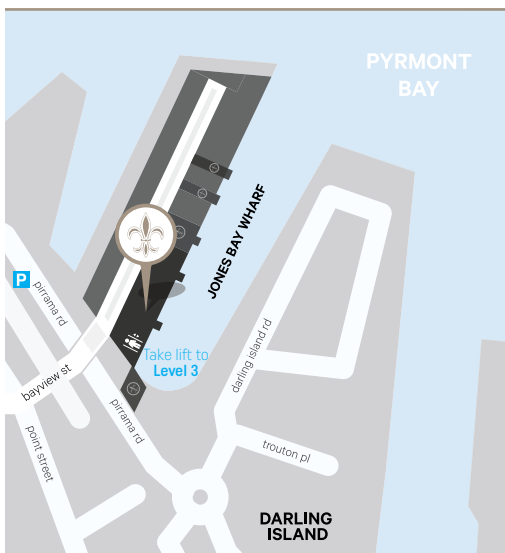 PYRMONT
BAY
JONES BAY WHARF
P
pirrama rd
Take lift to
Level 3
darling island rd
bayview st
pirrama rd
point street
trouton pl
DARLING
ISLAND